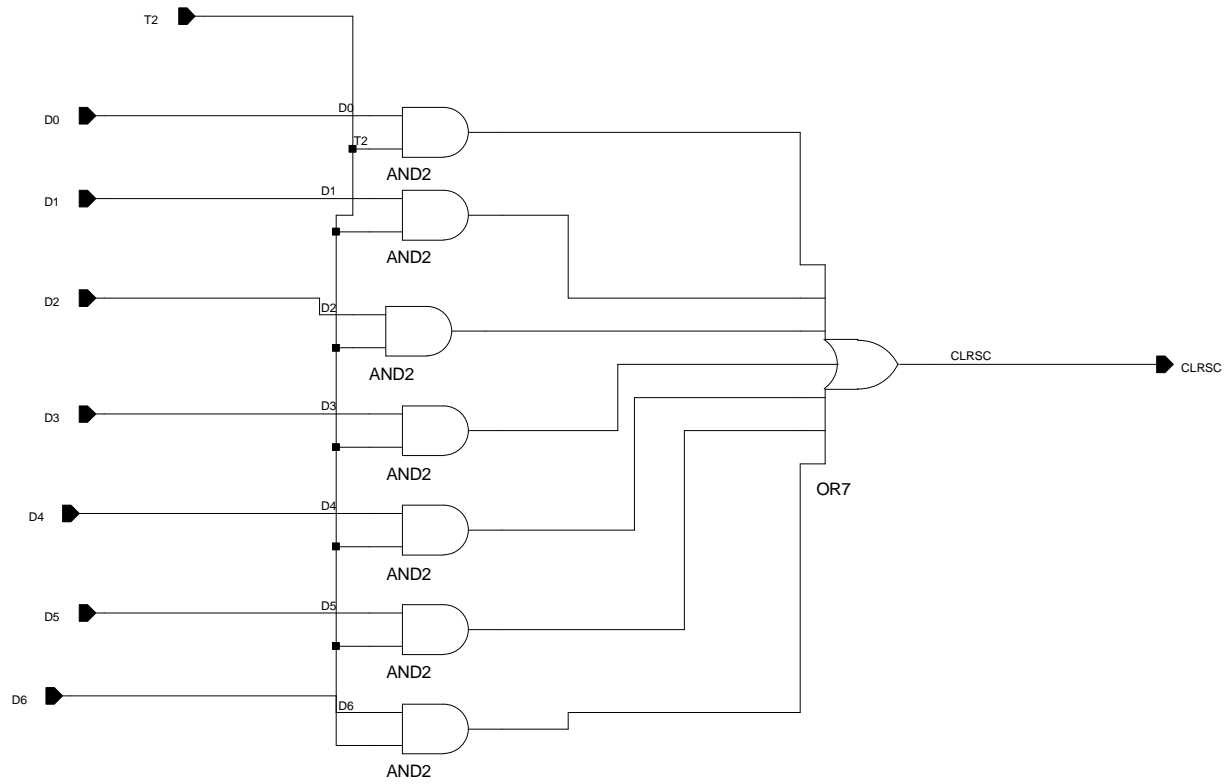 T2
D0
D0
T2
AND2
D1
D1
AND2
D2
D2
AND2
CLRSC
CLRSC
D3
D3
AND2
OR7
D4
D4
AND2
D5
D5
AND2
D6
D6
AND2